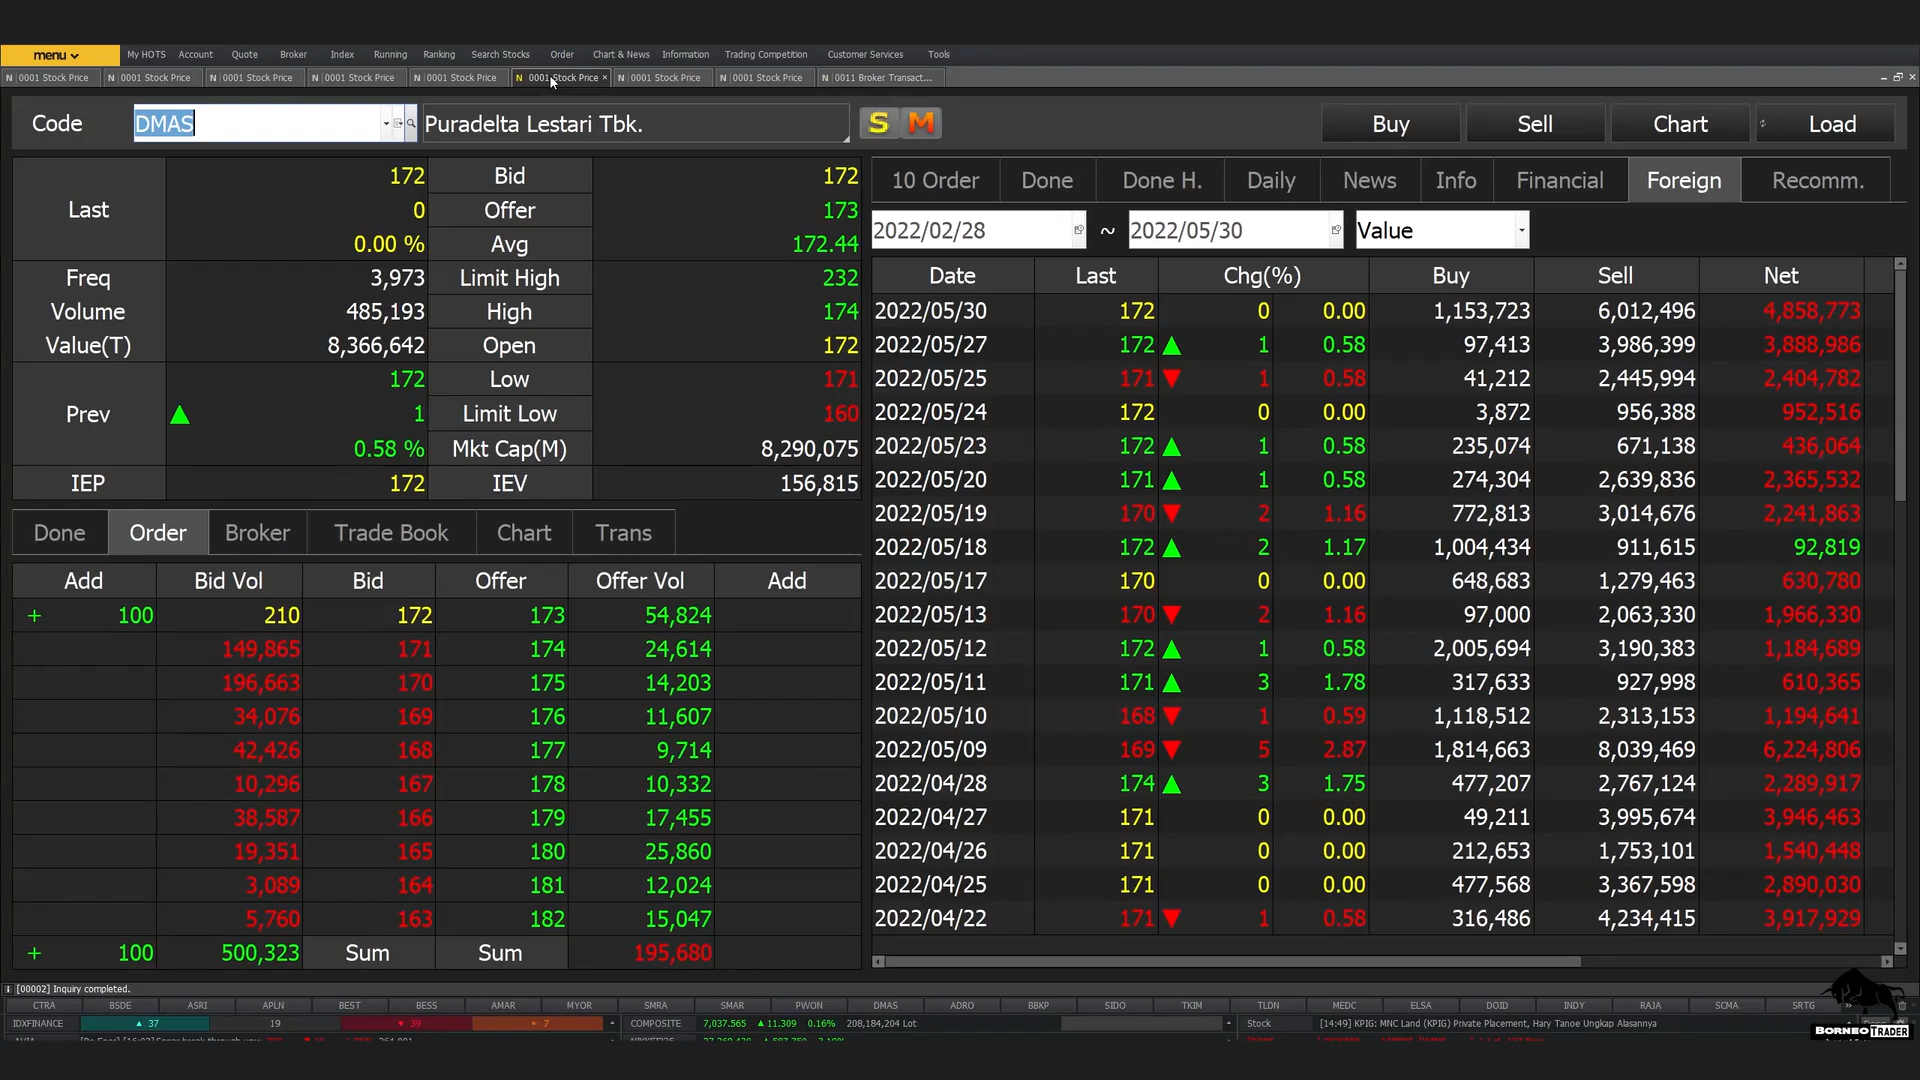 menu My HOTS Account Quote Broker Index Running Ranking Search Stocks Order Chart & News Information Trading Competition Customer Services Tools
N 0001 Stock Price N 0001 Stock Price N 0001 Stock Price N 0001 Stock Price N 0001 Stock Price N 0001 Stock Price × N 0001 Stock Price N 0001 Stock Price N 0011 Broker Transact...
Code DMAS Puradelta Lestari Tbk. S M Buy Sell Chart Load
Last 172 Bid 172
0 Offer 173
0.00 % Avg 172.44
Freq 3,973 Limit High 232
Volume 485,193 High 174
Value(T) 8,366,642 Open 172
Prev 172 Low 171
▲ 1 Limit Low 160
0.58 % Mkt Cap(M) 8,290,075
IEP 172 IEV 156,815
Done Order Broker Trade Book Chart Trans
Add Bid Vol Bid Offer Offer Vol Add
+ 100 210 172 173 54,824
149,865 171 174 24,614
196,663 170 175 14,203
34,076 169 176 11,607
42,426 168 177 9,714
10,296 167 178 10,332
38,587 166 179 17,455
19,351 165 180 25,860
3,089 164 181 12,024
5,760 163 182 15,047
+ 100 500,323 Sum Sum 195,680
10 Order Done Done H. Daily News Info Financial Foreign Recomm.
2022/02/28 ~ 2022/05/30 Value
Date Last Chg(%) Buy Sell Net
2022/05/30 172 0 0.00 1,153,723 6,012,496 4,858,773
2022/05/27 172 ▲ 1 0.58 97,413 3,986,399 3,888,986
2022/05/25 171 ▼ 1 0.58 41,212 2,445,994 2,404,782
2022/05/24 172 0 0.00 3,872 956,388 952,516
2022/05/23 172 ▲ 1 0.58 235,074 671,138 436,064
2022/05/20 171 ▲ 1 0.58 274,304 2,639,836 2,365,532
2022/05/19 170 ▼ 2 1.16 772,813 3,014,676 2,241,863
2022/05/18 172 ▲ 2 1.17 1,004,434 911,615 92,819
2022/05/17 170 0 0.00 648,683 1,279,463 630,780
2022/05/13 170 ▼ 2 1.16 97,000 2,063,330 1,966,330
2022/05/12 172 ▲ 1 0.58 2,005,694 3,190,383 1,184,689
2022/05/11 171 ▲ 3 1.78 317,633 927,998 610,365
2022/05/10 168 ▼ 1 0.59 1,118,512 2,313,153 1,194,641
2022/05/09 169 ▼ 5 2.87 1,814,663 8,039,469 6,224,806
2022/04/28 174 ▲ 3 1.75 477,207 2,767,124 2,289,917
2022/04/27 171 0 0.00 49,211 3,995,674 3,946,463
2022/04/26 171 0 0.00 212,653 1,753,101 1,540,448
2022/04/25 171 0 0.00 477,568 3,367,598 2,890,030
2022/04/22 171 ▼ 1 0.58 316,486 4,234,415 3,917,929
[00002] Inquiry completed.
CTRA BSDE ASRI APLN BEST BESS AMAR MYOR SMRA SMAR PWON DMAS ADRO BBKP SIDO TKIM TLDN MEDC ELSA DOID INDY RAJA SCMA SRTG
IDXFINANCE ▲ 37 19 ▼ 39 7 COMPOSITE 7,037.565 ▲ 11.309 0.16% 208,184,204 Lot Stock [14:49] KPIG: MNC Land (KPIG) Private Placement, Hary Tanoe Ungkap Alasannya
BORNEO TRADER